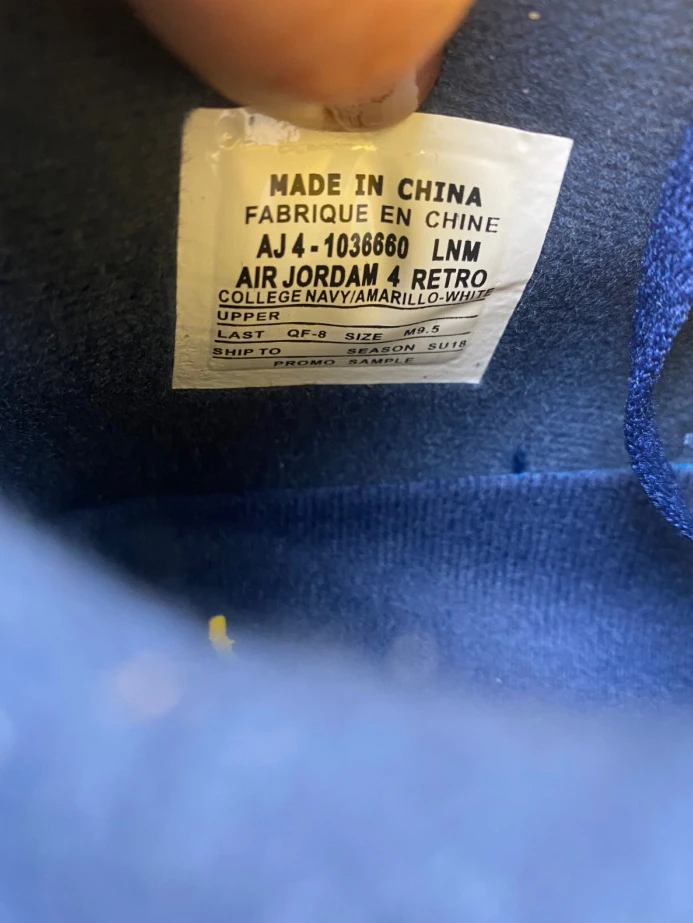 MADE IN CHINA
FABRIQUE EN CHINE
AJ4-1036660 LNM
AIR JORDAM 4 RETRO
COLLEGE NAVY/AMARILLO-WHITE
UPPER
LAST QF-8 SIZE M9.5
SHIP TO SEASON SU18
PROMO SAMPLE